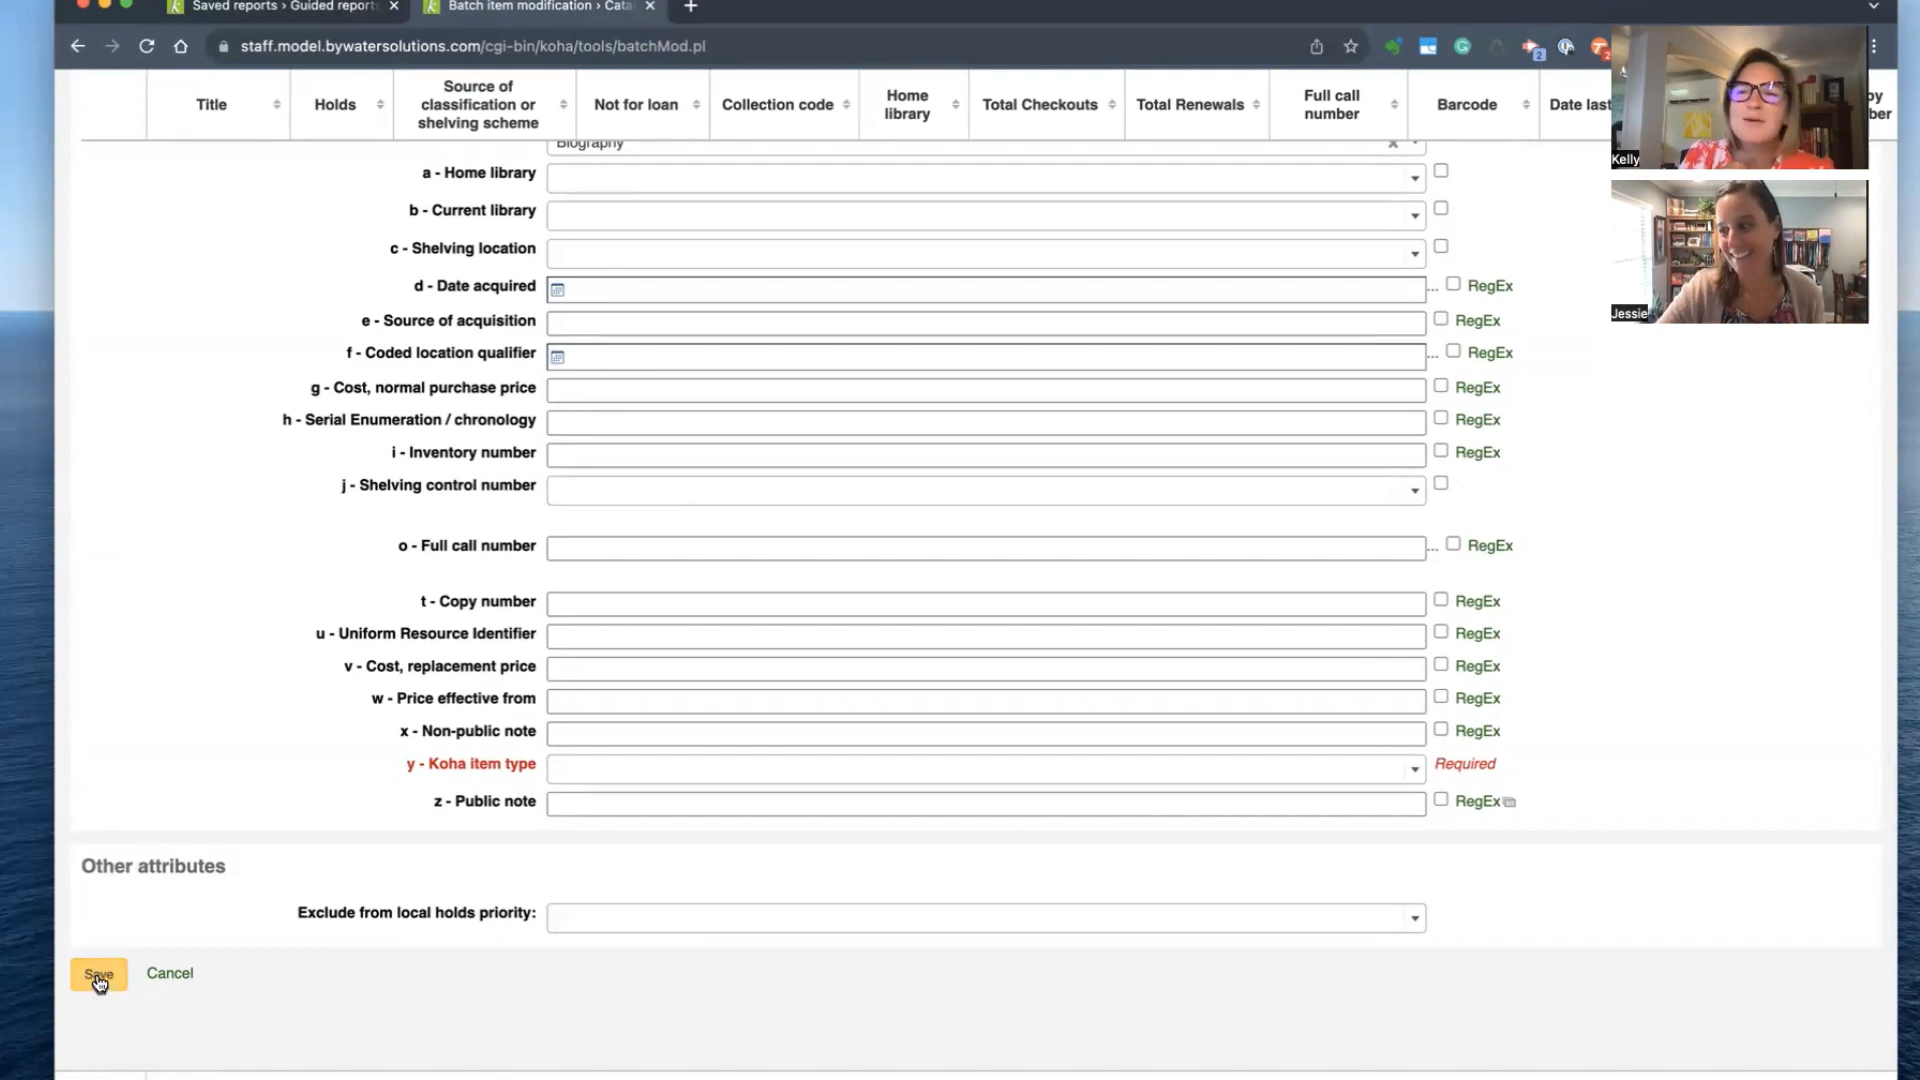 Saved reports › Guided report
Batch item modification › Cata
staff.model.bywatersolutions.com/cgi-bin/koha/tools/batchMod.pl
Title
Holds
Source of
classification or
shelving scheme
Not for loan
Collection code
Home
library
Total Checkouts
Total Renewals
Full call
number
Barcode
Date last
Biography
a - Home library
b - Current library
c - Shelving location
d - Date acquired ... RegEx
e - Source of acquisition RegEx
f - Coded location qualifier ... RegEx
g - Cost, normal purchase price RegEx
h - Serial Enumeration / chronology RegEx
i - Inventory number RegEx
j - Shelving control number
o - Full call number ... RegEx
t - Copy number RegEx
u - Uniform Resource Identifier RegEx
v - Cost, replacement price RegEx
w - Price effective from RegEx
x - Non-public note RegEx
y - Koha item type Required
z - Public note RegEx
Other attributes
Exclude from local holds priority:
Save Cancel
Kelly
Jessie